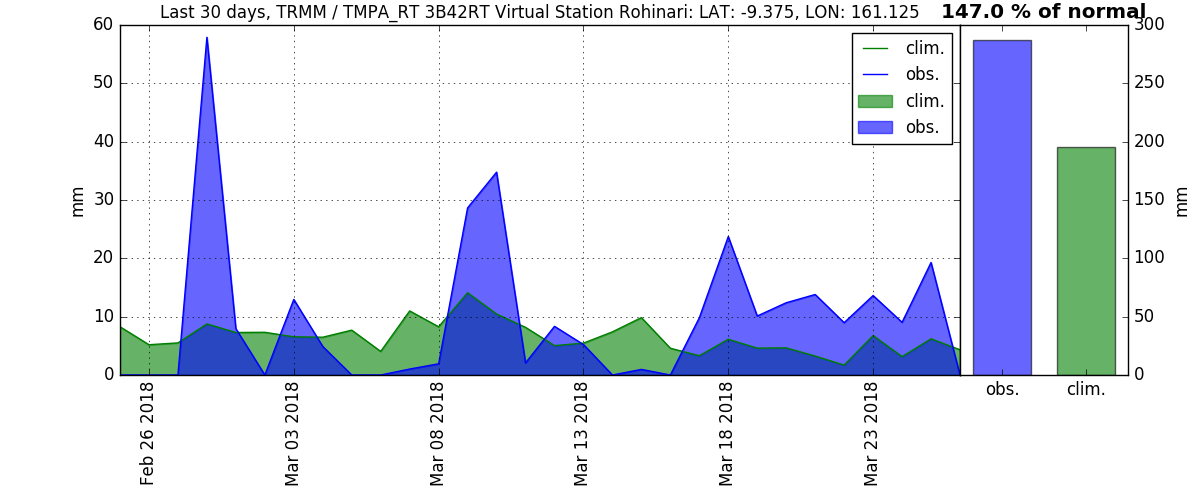 Last 30 days, TRMM / TMPA_RT 3B42RT Virtual Station Rohinari: LAT: -9.375, LON: 161.125
147.0 % of normal
60
50
40
30
20
10
0
mm
clim.
obs.
clim.
obs.
Feb 26 2018
Mar 03 2018
Mar 08 2018
Mar 13 2018
Mar 18 2018
Mar 23 2018
300
250
200
150
100
50
0
mm
obs.
clim.